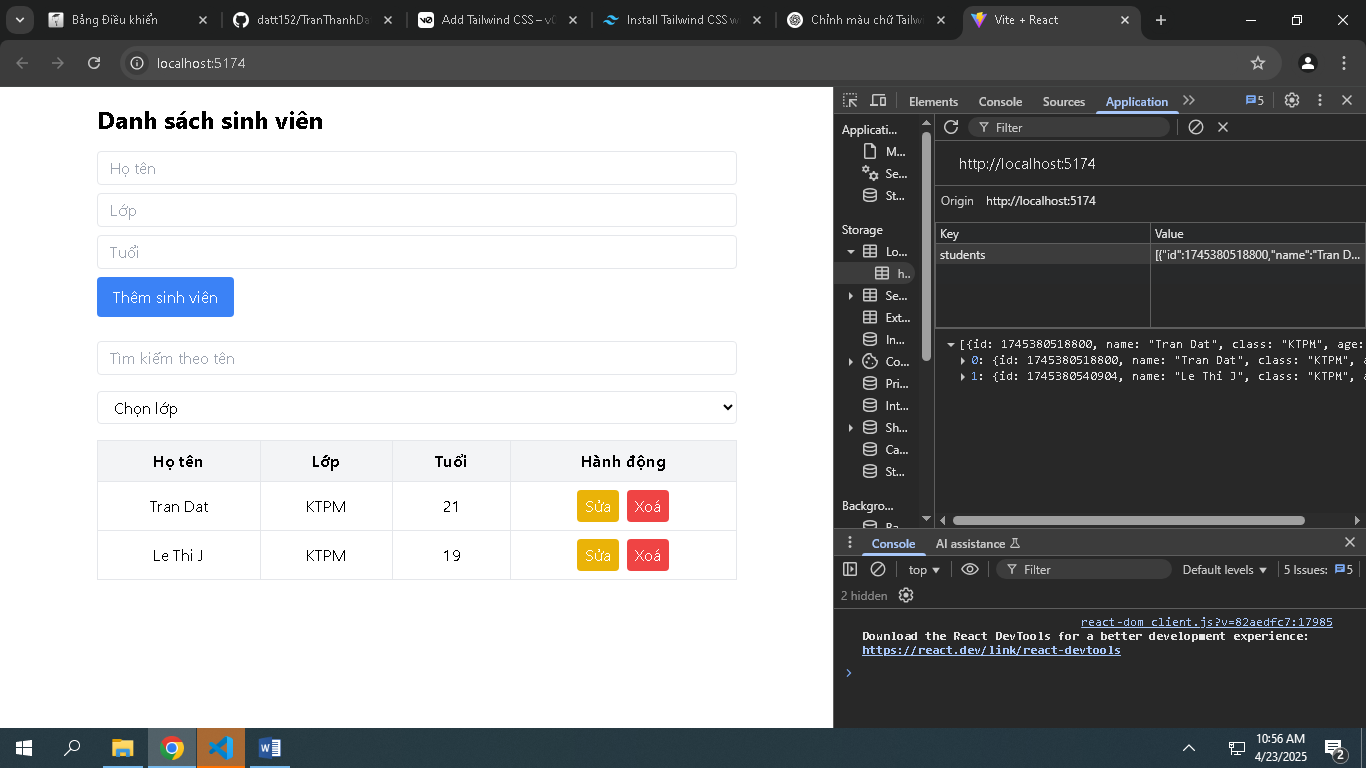 Bảng Điều khiển
datt152/TranThanhDa
Add Tailwind CSS – v0
Install Tailwind CSS w
Chỉnh màu chữ Tailw
Vite + React
localhost:5174
Danh sách sinh viên
Họ tên
Lớp
Tuổi
Thêm sinh viên
Tìm kiếm theo tên
Chọn lớp
Họ tên Lớp Tuổi Hành động
Tran Dat KTPM 21 Sửa Xoá
Le Thi J KTPM 19 Sửa Xoá
Elements Console Sources Application 5
Applicati...
M...
Se...
St...
Storage
Lo...
h..
Se...
Ext...
In...
Co...
Pri...
Int...
Sh...
Ca...
St...
Backgro...
Ba...
Filter
http://localhost:5174
Origin http://localhost:5174
Key Value
students [{"id":1745380518800,"name":"Tran D...
[{id: 1745380518800, name: "Tran Dat", class: "KTPM", age:
0: {id: 1745380518800, name: "Tran Dat", class: "KTPM", a
1: {id: 1745380540904, name: "Le Thi J", class: "KTPM", a
Console AI assistance
top Filter Default levels 5 Issues: 5
2 hidden
react-dom_client.js?v=82aedfc7:17985
Download the React DevTools for a better development experience:
https://react.dev/link/react-devtools
10:56 AM
4/23/2025
2